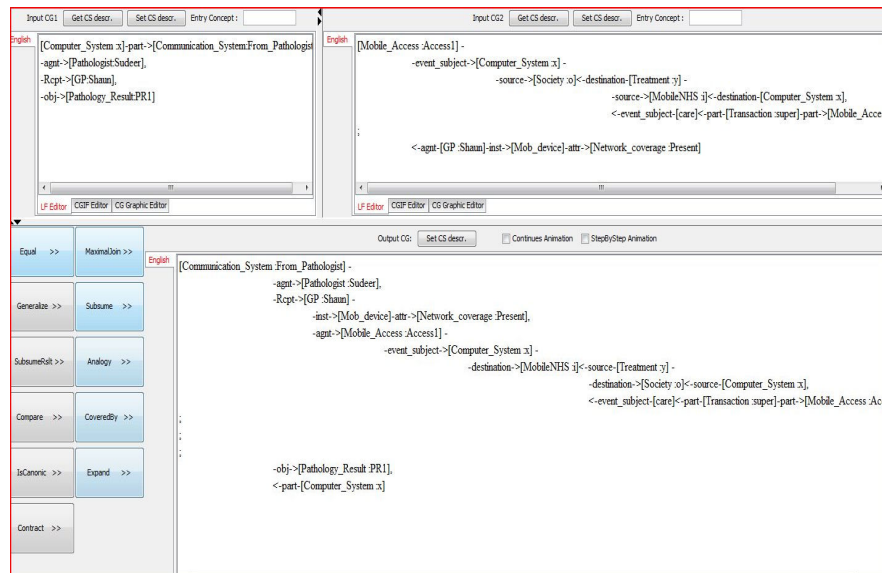 Input CG1 Get CS descr. Set CS descr. Entry Concept :
English
[Computer_System :x]-part->[Communication_System:From_Pathologist
-agnt->[Pathologist:Sudeer],
-Rcpt->[GP:Shaun],
-obj->[Pathology_Result:PR1]
LF Editor CGIF Editor CG Graphic Editor
Input CG2 Get CS descr. Set CS descr. Entry Concept :
English
[Mobile_Access :Access1] -
-event_subject->[Computer_System :x] -
-source->[Society :o]<-destination-[Treatment :y] -
-source->[MobileNHS :i]<-destination-[Computer_System :x],
<-event_subject-[care]<-part-[Transaction :super]-part->[Mobile_Acce
;
<-agnt-[GP :Shaun]-inst->[Mob_device]-attr->[Network_coverage :Present]
LF Editor CGIF Editor CG Graphic Editor
Equal >> MaximalJoin >>
Generalize >> Subsume >>
SubsumeRslt >> Analogy >>
Compare >> CoveredBy >>
IsCanonic >> Expand >>
Contract >>
Output CG: Set CS descr. Continues Animation StepByStep Animation
English
[Communication_System :From_Pathologist] -
-agnt->[Pathologist :Sudeer],
-Rcpt->[GP :Shaun] -
-inst->[Mob_device]-attr->[Network_coverage :Present],
-agnt->[Mobile_Access :Access1] -
-event_subject->[Computer_System :x] -
-destination->[MobileNHS :i]<-source-[Treatment :y] -
-destination->[Society :o]<-source-[Computer_System :x],
<-event_subject-[care]<-part-[Transaction :super]-part->[Mobile_Access :Ac
;
;
;
-obj->[Pathology_Result :PR1],
<-part-[Computer_System :x]